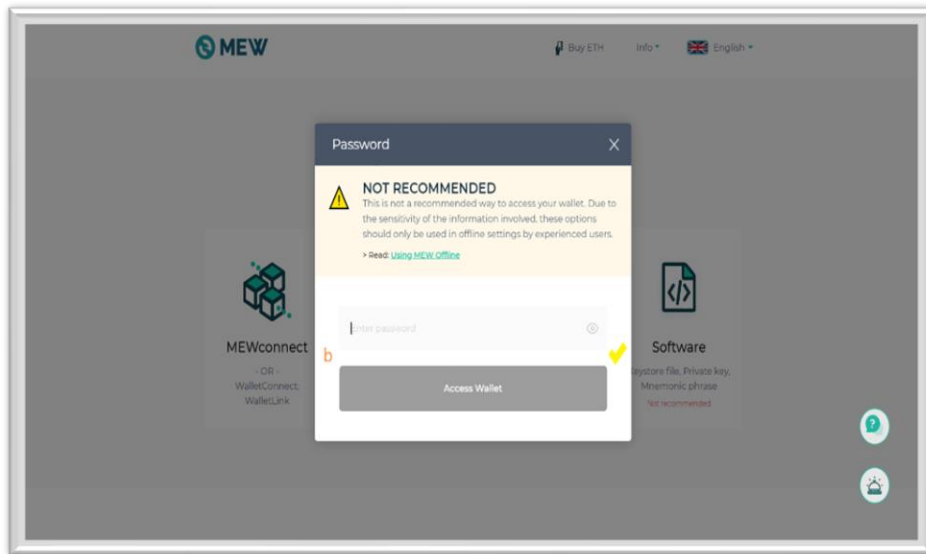 MEW
Buy ETH Info English
Password X
NOT RECOMMENDED
This is not a recommended way to access your wallet. Due to
the sensitivity of the information involved, these options
should only be used in offline settings by experienced users.
> Read: Using MEW Offline
Enter password
b
Access Wallet
MEWconnect
- OR -
WalletConnect,
WalletLink
Software
Keystore file, Private key,
Mnemonic phrase
Not recommended